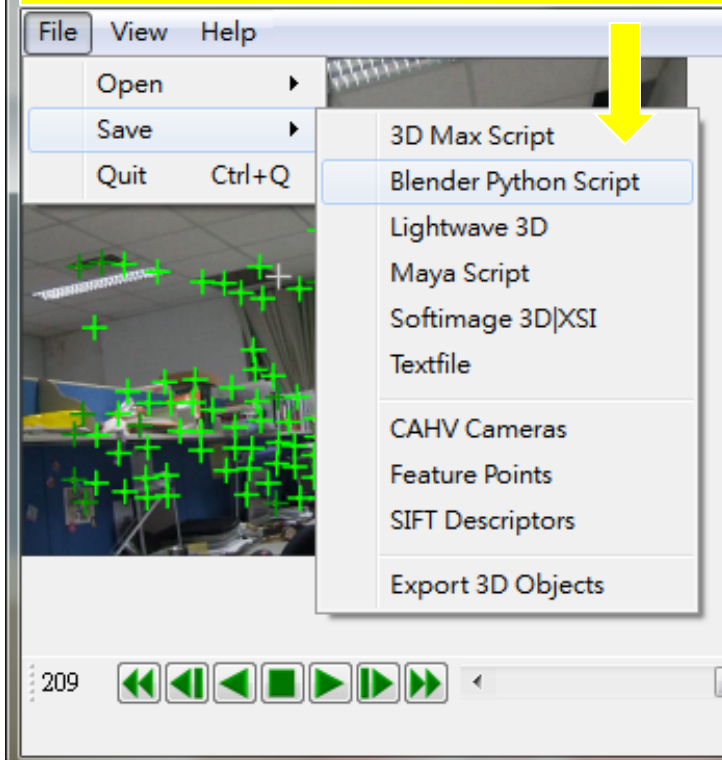 File View Help
Open
Save
Quit Ctrl+Q
3D Max Script
Blender Python Script
Lightwave 3D
Maya Script
Softimage 3D|XSI
Textfile
CAHV Cameras
Feature Points
SIFT Descriptors
Export 3D Objects
209